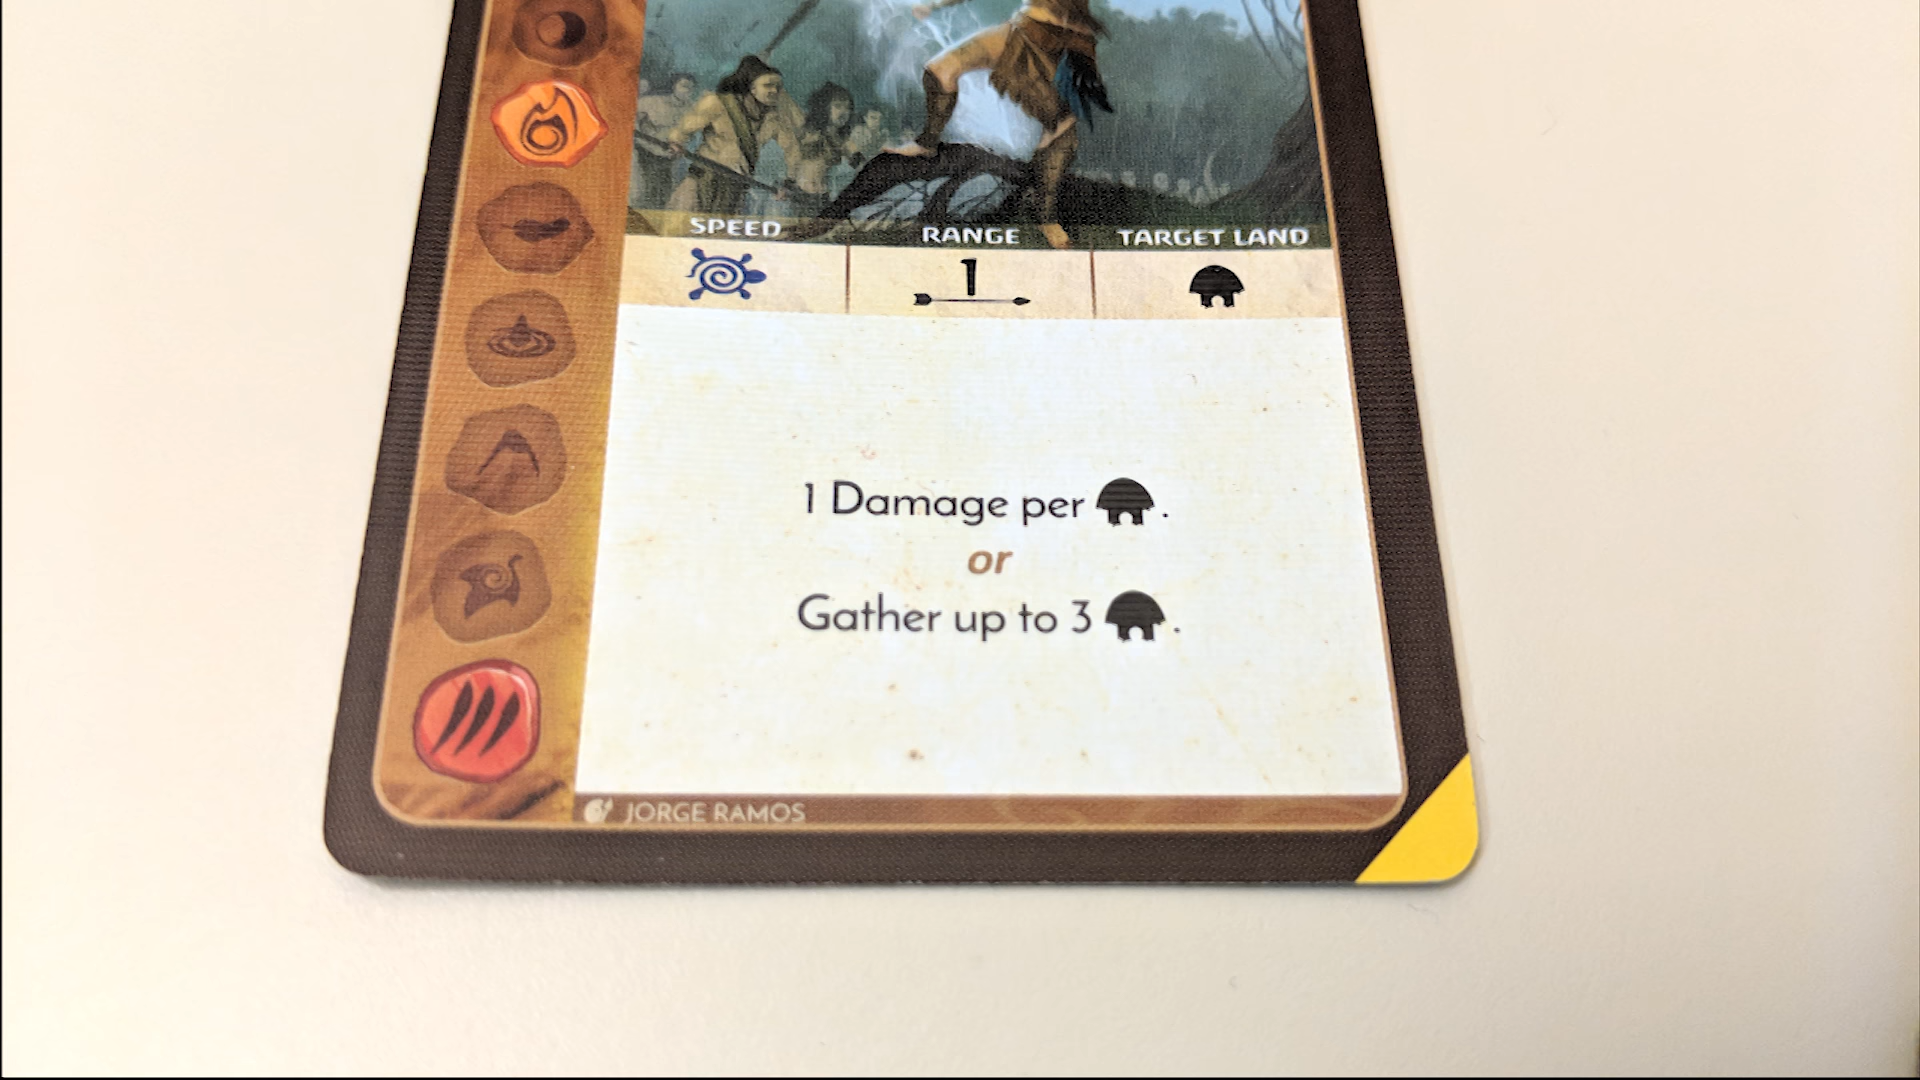 SPEED RANGE TARGET LAND
1
1 Damage per .
or
Gather up to 3 .
JORGE RAMOS